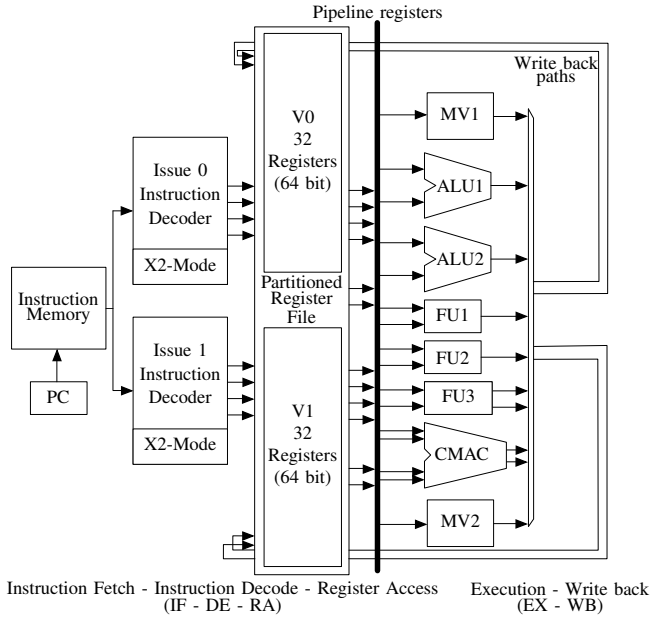 Pipeline registers
Write back
paths
V0
32
Registers
(64 bit)
MV1
Issue 0
Instruction
Decoder
X2-Mode
ALU1
ALU2
Partitioned
Register
File
Instruction
Memory
PC
FU1
FU2
FU3
Issue 1
Instruction
Decoder
X2-Mode
V1
32
Registers
(64 bit)
CMAC
MV2
Instruction Fetch - Instruction Decode - Register Access
(IF - DE - RA)
Execution - Write back
(EX - WB)